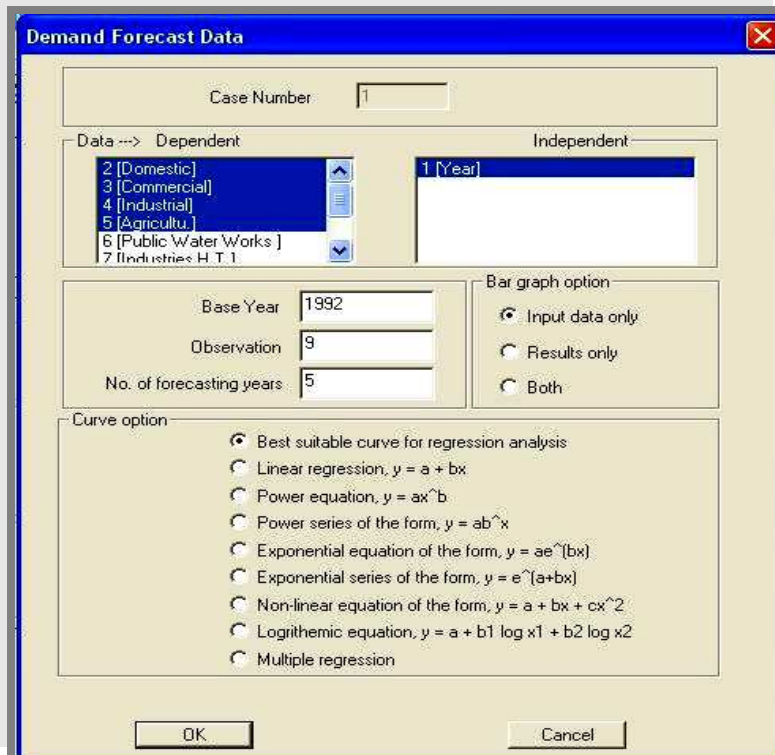 Demand Forecast Data
Case Number 1
Data ---> Dependent
Independent
2 [Domestic]
3 [Commercial]
4 [Industrial]
5 [Agricultu.]
6 [Public Water Works ]
7 [Industries H.T.]
1 [Year]
Base Year 1992
Observation 9
No. of forecasting years 5
Bar graph option
Input data only
Results only
Both
Curve option
Best suitable curve for regression analysis
Linear regression, y = a + bx
Power equation, y = ax^b
Power series of the form, y = ab^x
Exponential equation of the form, y = ae^(bx)
Exponential series of the form, y = e^(a+bx)
Non-linear equation of the form, y = a + bx + cx^2
Logrithemic equation, y = a + b1 log x1 + b2 log x2
Multiple regression
OK
Cancel